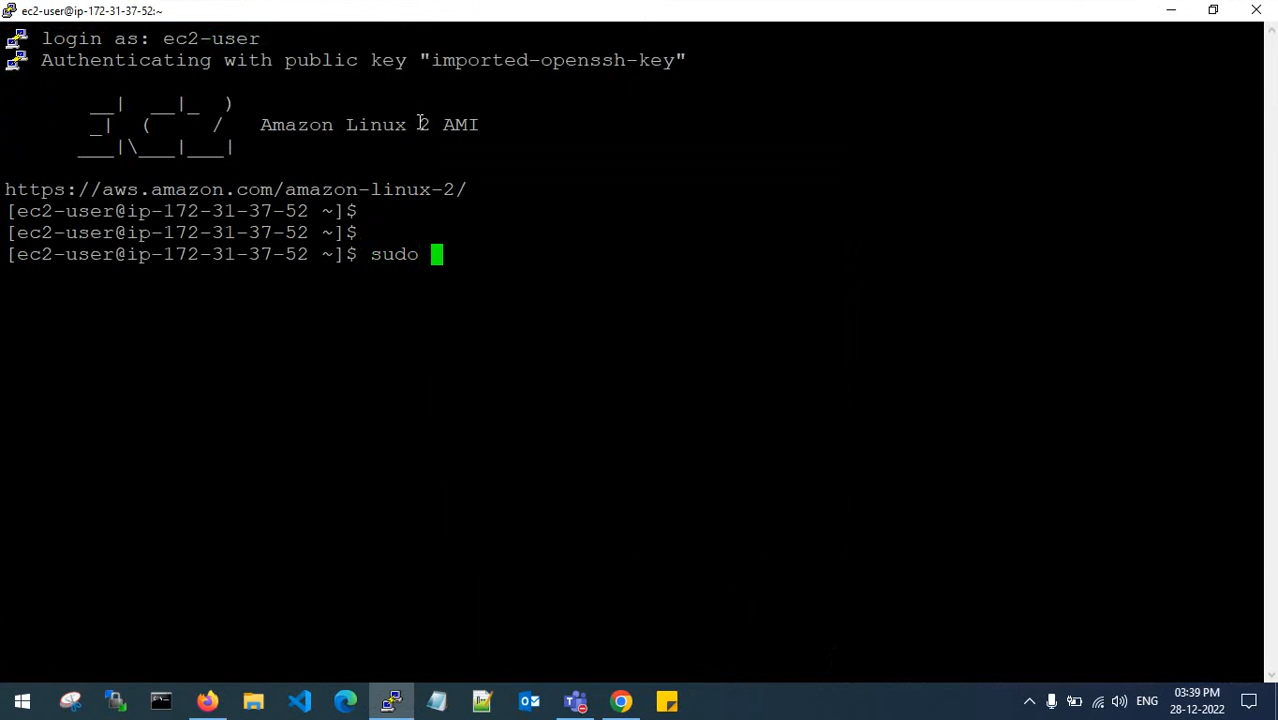 ec2-user@ip-172-31-37-52:~
login as: ec2-user
Authenticating with public key "imported-openssh-key"
       __|  __|_  )
       _|  (     /   Amazon Linux 2 AMI
      ___|\___|___|
https://aws.amazon.com/amazon-linux-2/
[ec2-user@ip-172-31-37-52 ~]$
[ec2-user@ip-172-31-37-52 ~]$
[ec2-user@ip-172-31-37-52 ~]$ sudo
ENG
03:39 PM
28-12-2022